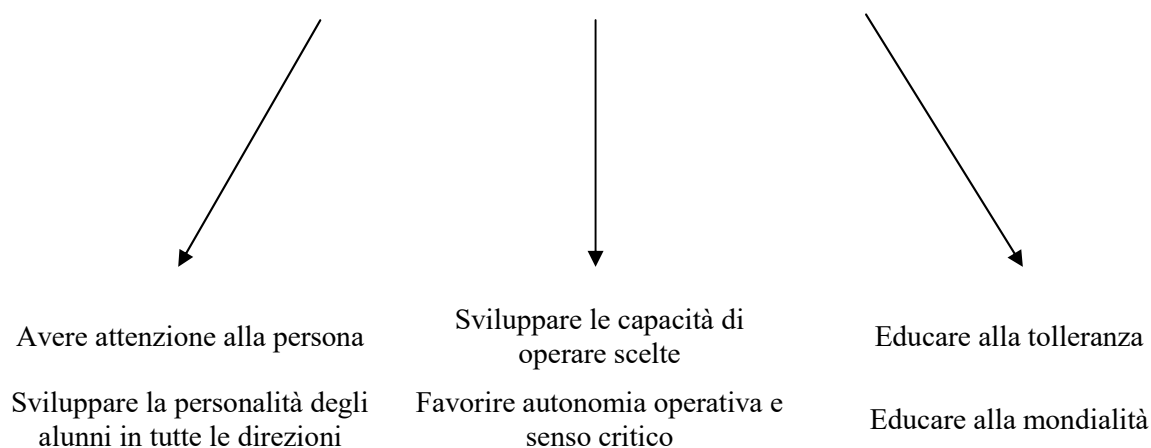 Avere attenzione alla persona
Sviluppare le capacità di
operare scelte
Educare alla tolleranza
Sviluppare la personalità degli
alunni in tutte le direzioni
Favorire autonomia operativa e
senso critico
Educare alla mondialità